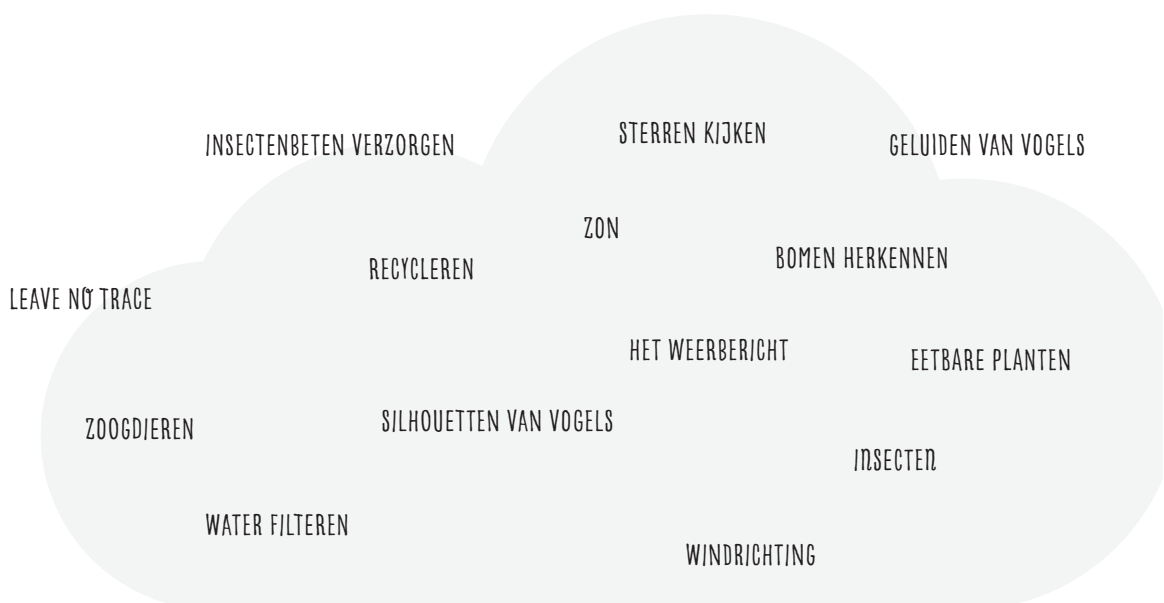 STERREN KIJKEN
INSECTENBETEN VERZORGEN
GELUIDEN VAN VOGELS
ZON
BOMEN HERKENNEN
RECYCLEREN
LEAVE NO TRACE
HET WEERBERICHT
EETBARE PLANTEN
SILHOUETTEN VAN VOGELS
ZOOGDIEREN
INSECTEN
WATER FILTEREN
WINDRICHTING